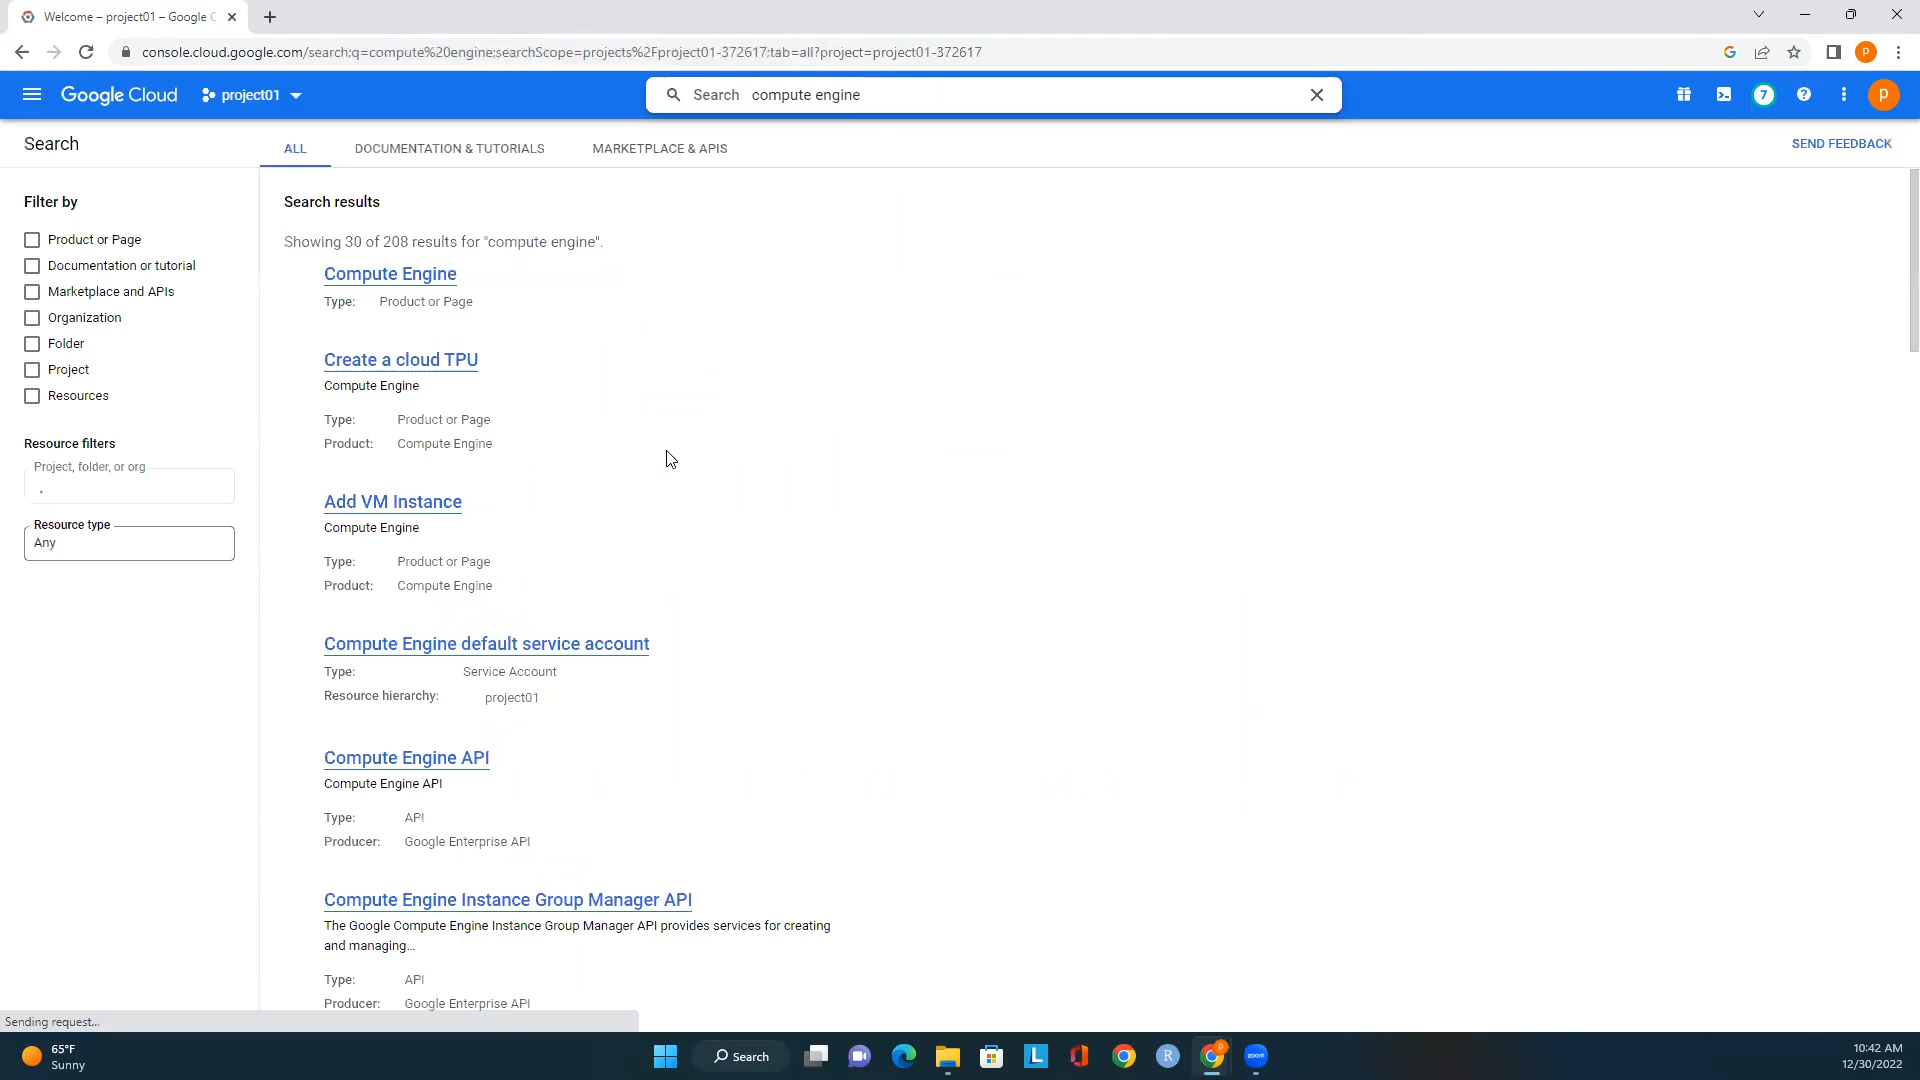 Welcome – project01 – Google C
console.cloud.google.com/search;q=compute%20engine;searchScope=projects%2Fproject01-372617;tab=all?project=project01-372617
P
Google Cloud
project01
Search compute engine
7
P
Search
ALL
DOCUMENTATION & TUTORIALS
MARKETPLACE & APIS
SEND FEEDBACK
Filter by
Product or Page
Documentation or tutorial
Marketplace and APIs
Organization
Folder
Project
Resources
Resource filters
Project, folder, or org
Resource type
Any
Search results
Showing 30 of 208 results for "compute engine".
Compute Engine
Type: Product or Page
Create a cloud TPU
Compute Engine
Type: Product or Page
Product: Compute Engine
Add VM Instance
Compute Engine
Type: Product or Page
Product: Compute Engine
Compute Engine default service account
Type: Service Account
Resource hierarchy: project01
Compute Engine API
Compute Engine API
Type: API
Producer: Google Enterprise API
Compute Engine Instance Group Manager API
The Google Compute Engine Instance Group Manager API provides services for creating
and managing...
Type: API
Producer: Google Enterprise API
Sending request...
65°F
Sunny
Search
L
R
P
zoom
10:42 AM
12/30/2022